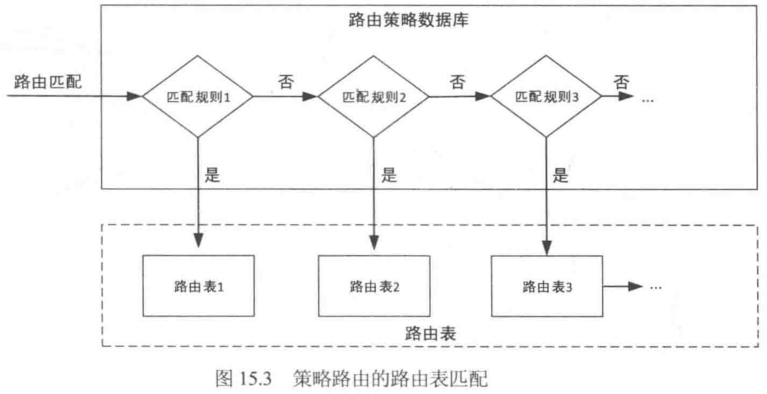 路由策略数据库
路由匹配
匹配规则1
否
匹配规则2
否
匹配规则3
否
...
是
是
是
路由表1
路由表2
路由表3
...
路由表
图 15.3 策略路由的路由表匹配